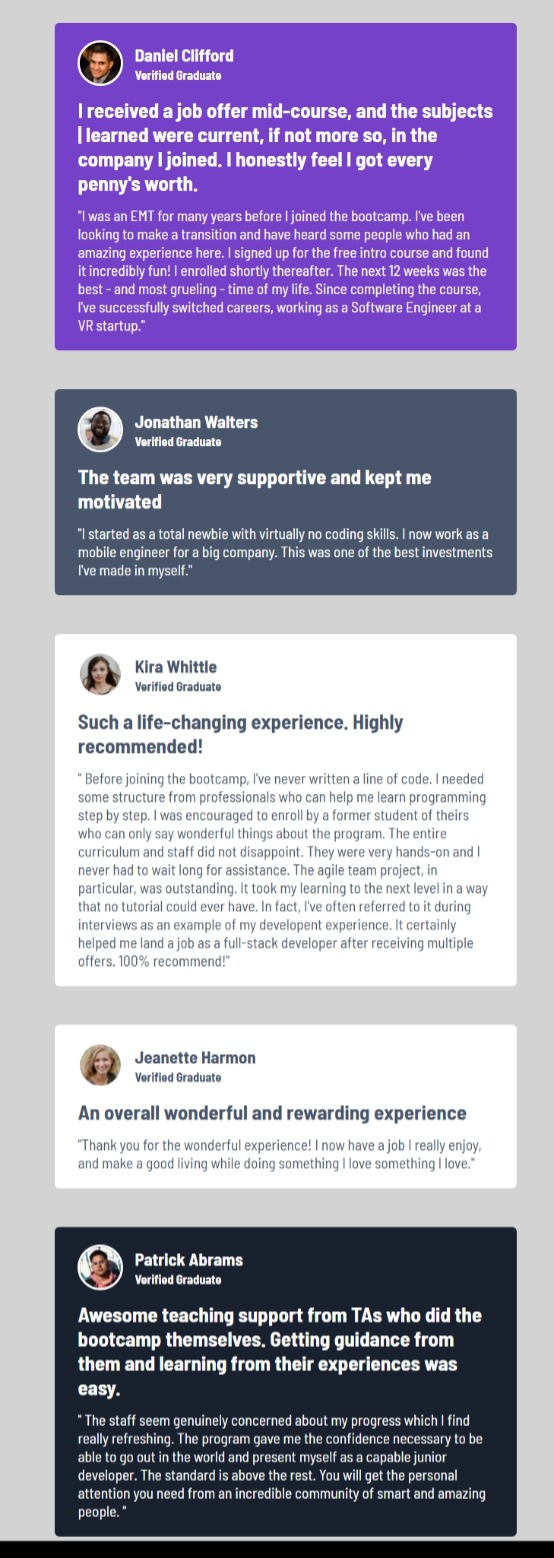 Daniel Clifford
Verified Graduate
I received a job offer mid-course, and the subjects
| learned were current, if not more so, in the
company I joined. I honestly feel I got every
penny's worth.
"I was an EMT for many years before I joined the bootcamp. I've been
looking to make a transition and have heard some people who had an
amazing experience here. I signed up for the free intro course and found
it incredibly fun! I enrolled shortly thereafter. The next 12 weeks was the
best - and most grueling - time of my life. Since completing the course,
I've successfully switched careers, working as a Software Engineer at a
VR startup."
Jonathan Walters
Verified Graduate
The team was very supportive and kept me
motivated
"I started as a total newbie with virtually no coding skills. I now work as a
mobile engineer for a big company. This was one of the best investments
I've made in myself."
Kira Whittle
Verified Graduate
Such a life-changing experience. Highly
recommended!
" Before joining the bootcamp, I've never written a line of code. I needed
some structure from professionals who can help me learn programming
step by step. I was encouraged to enroll by a former student of theirs
who can only say wonderful things about the program. The entire
curriculum and staff did not disappoint. They were very hands-on and I
never had to wait long for assistance. The agile team project, in
particular, was outstanding. It took my learning to the next level in a way
that no tutorial could ever have. In fact, I've often referred to it during
interviews as an example of my developent experience. It certainly
helped me land a job as a full-stack developer after receiving multiple
offers. 100% recommend!"
Jeanette Harmon
Verified Graduate
An overall wonderful and rewarding experience
"Thank you for the wonderful experience! I now have a job I really enjoy,
and make a good living while doing something I love something I love."
Patrick Abrams
Verified Graduate
Awesome teaching support from TAs who did the
bootcamp themselves. Getting guidance from
them and learning from their experiences was
easy.
" The staff seem genuinely concerned about my progress which I find
really refreshing. The program gave me the confidence necessary to be
able to go out in the world and present myself as a capable junior
developer. The standard is above the rest. You will get the personal
attention you need from an incredible community of smart and amazing
people. "